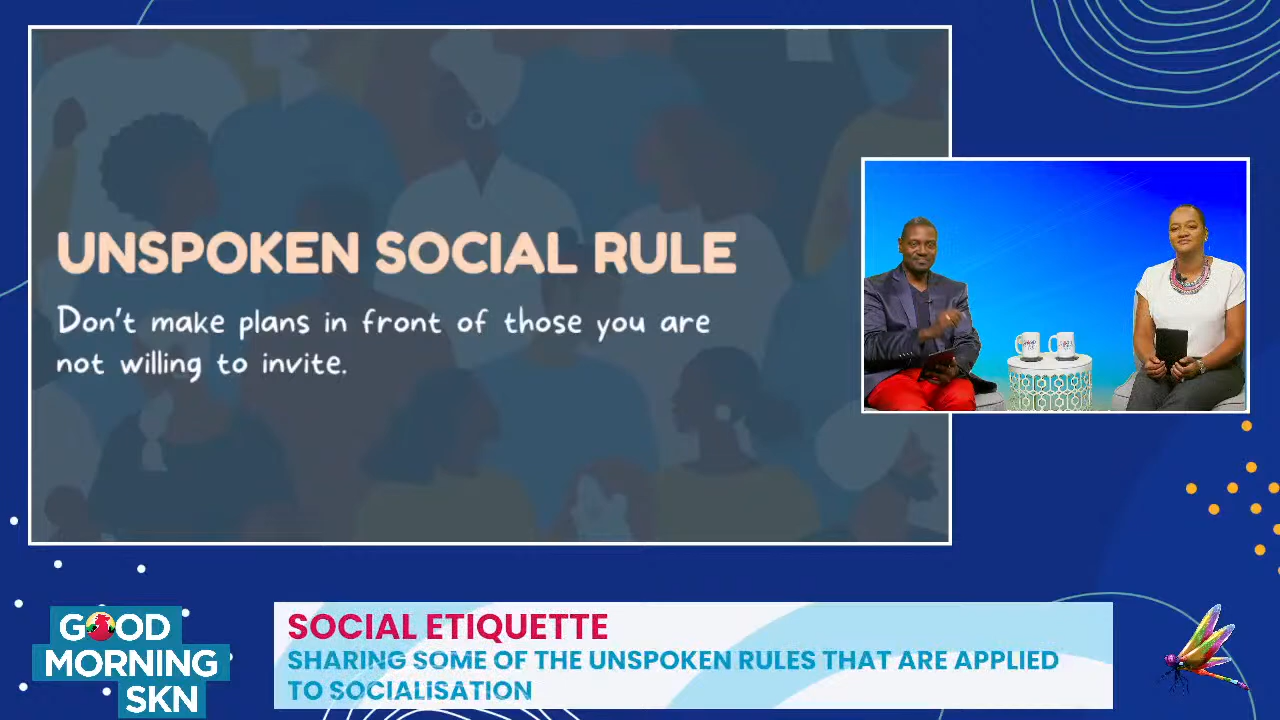 UNSPOKEN SOCIAL RULE
Don't make plans in front of those you are
not willing to invite.
GOOD
MORNING
SKN
SOCIAL ETIQUETTE
SHARING SOME OF THE UNSPOKEN RULES THAT ARE APPLIED
TO SOCIALISATION